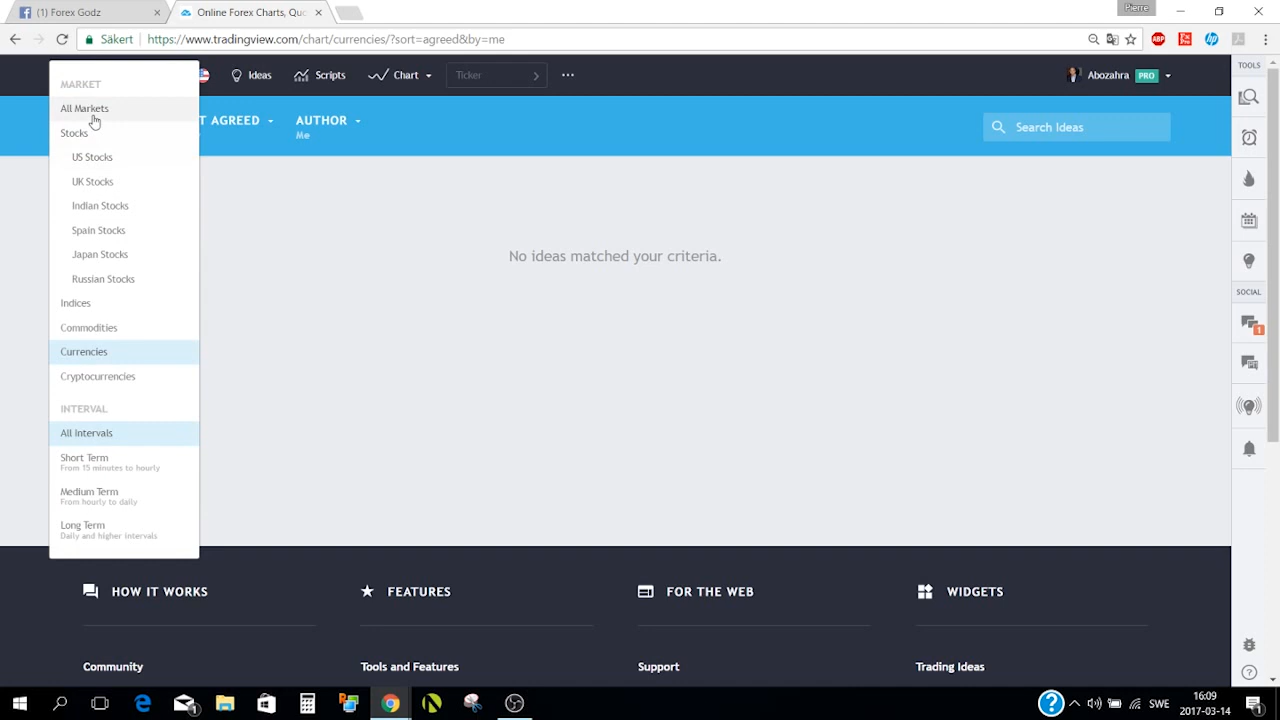 (1) Forex Godz
Online Forex Charts, Quo
Pierre
Säkert
https://www.tradingview.com/chart/currencies/?sort=agreed&by=me
ABP
hp
Ideas
Scripts
Chart
Ticker
Abozahra
PRO
TOOLS
MARKET
All Markets
Stocks
US Stocks
UK Stocks
Indian Stocks
Spain Stocks
Japan Stocks
Russian Stocks
Indices
Commodities
Currencies
Cryptocurrencies
INTERVAL
All Intervals
Short Term
From 15 minutes to hourly
Medium Term
From hourly to daily
Long Term
Daily and higher intervals
T AGREED
AUTHOR
Me
Search Ideas
No ideas matched your criteria.
SOCIAL
1
HOW IT WORKS
FEATURES
FOR THE WEB
WIDGETS
Community
Tools and Features
Support
Trading Ideas
1
SWE
16:09
2017-03-14
1